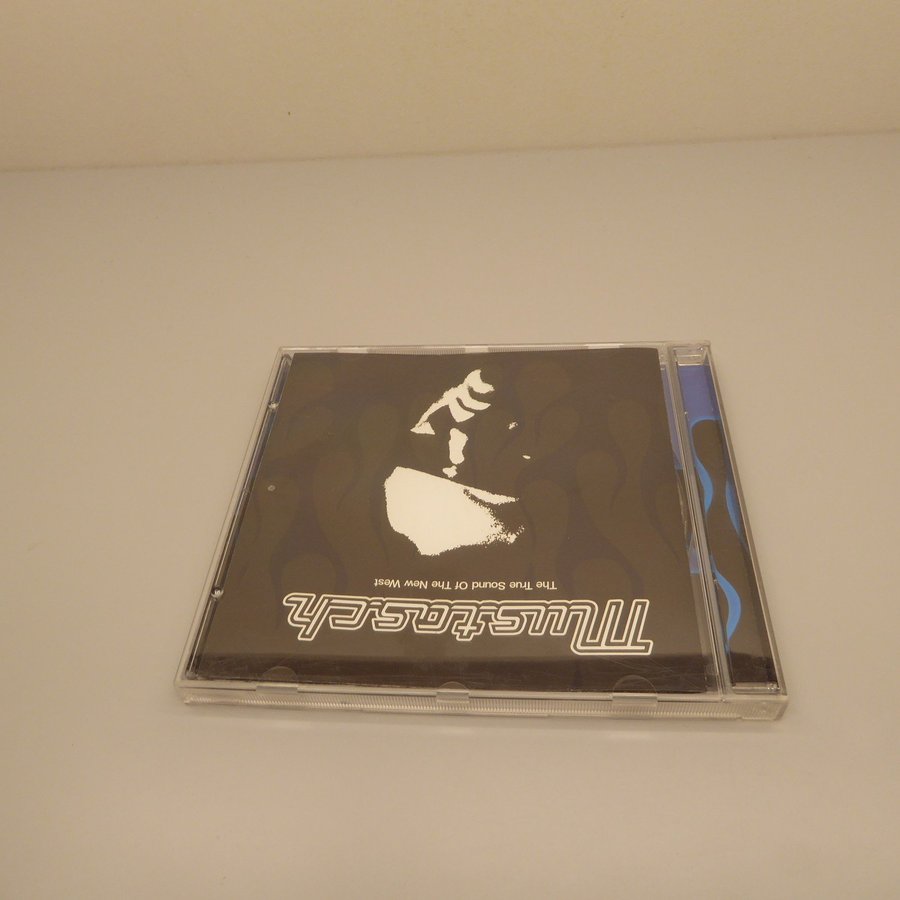 Mustasch
The True Sound Of The New West